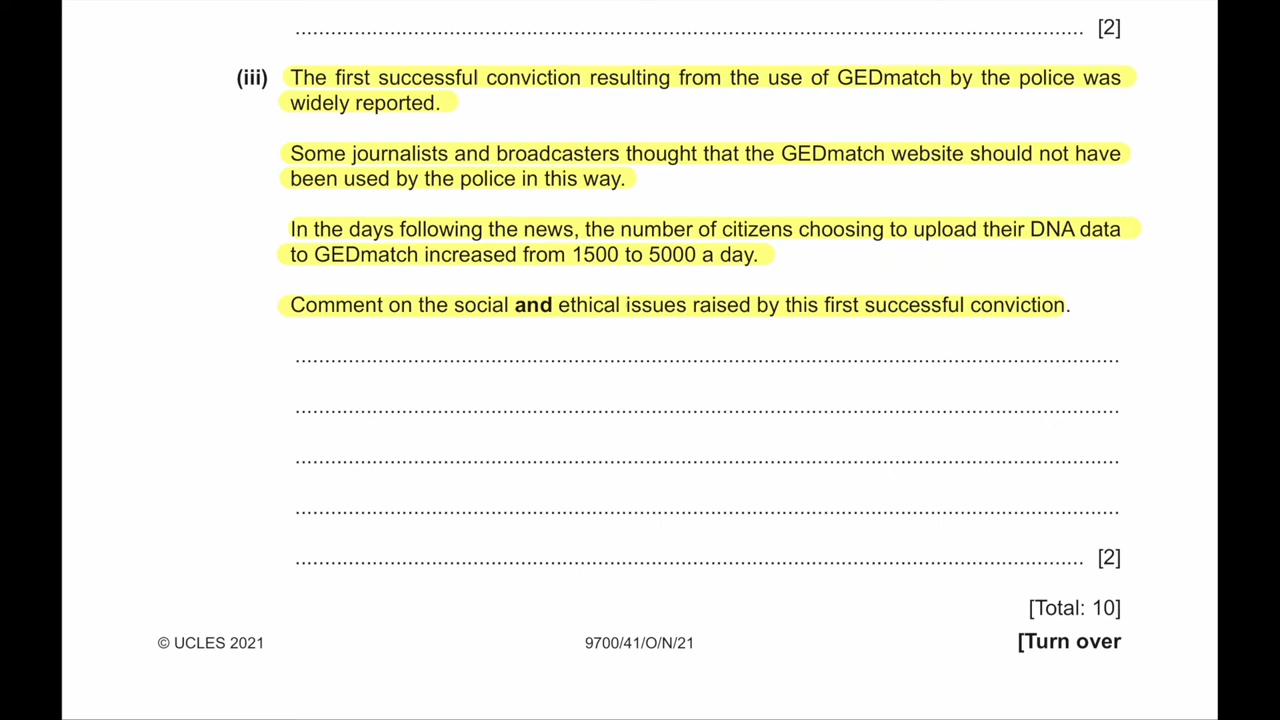 ........................................................................................................................................ [2]
(iii) The first successful conviction resulting from the use of GEDmatch by the police was
widely reported.
Some journalists and broadcasters thought that the GEDmatch website should not have
been used by the police in this way.
In the days following the news, the number of citizens choosing to upload their DNA data
to GEDmatch increased from 1500 to 5000 a day.
Comment on the social and ethical issues raised by this first successful conviction.
..............................................................................................................................................
..............................................................................................................................................
..............................................................................................................................................
..............................................................................................................................................
........................................................................................................................................ [2]
[Total: 10]
© UCLES 2021 9700/41/O/N/21 [Turn over